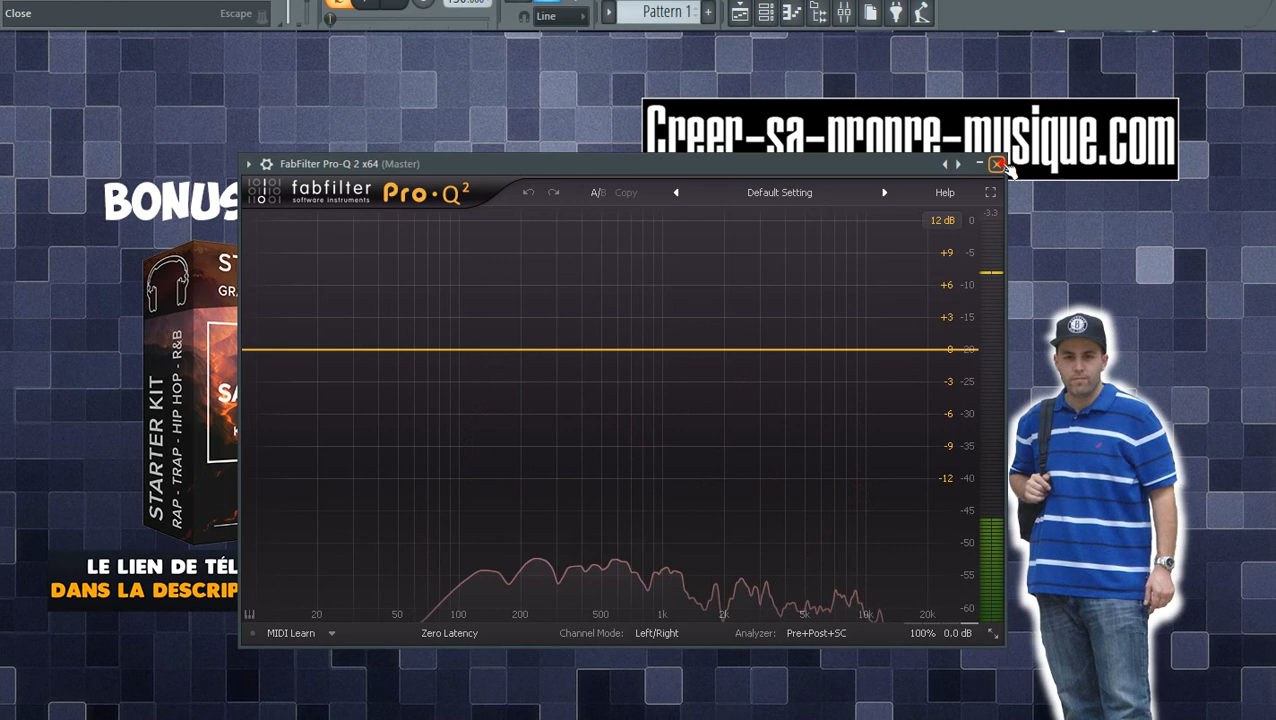 Close Escape
130.000
Line
Pattern 1
Creer-sa-propre-musique.com
FabFilter Pro-Q 2 x64 (Master)
fabfilter
software instruments
Pro·Q²
A/B Copy
Default Setting
Help
BONUS
12 dB 0 -3.3
+9 -5
+6 -10
+3 -15
0 -20
-3 -25
-6 -30
-9 -35
-12 -40
-45
-50
-55
-60
20 50 100 200 500 1k 2k 5k 10k 20k
MIDI Learn Zero Latency Channel Mode: Left/Right Analyzer: Pre+Post+SC 100% 0.0 dB
STARTER KIT
RAP - TRAP - HIP HOP - R&B
LE LIEN DE TÉL
DANS LA DESCRIP